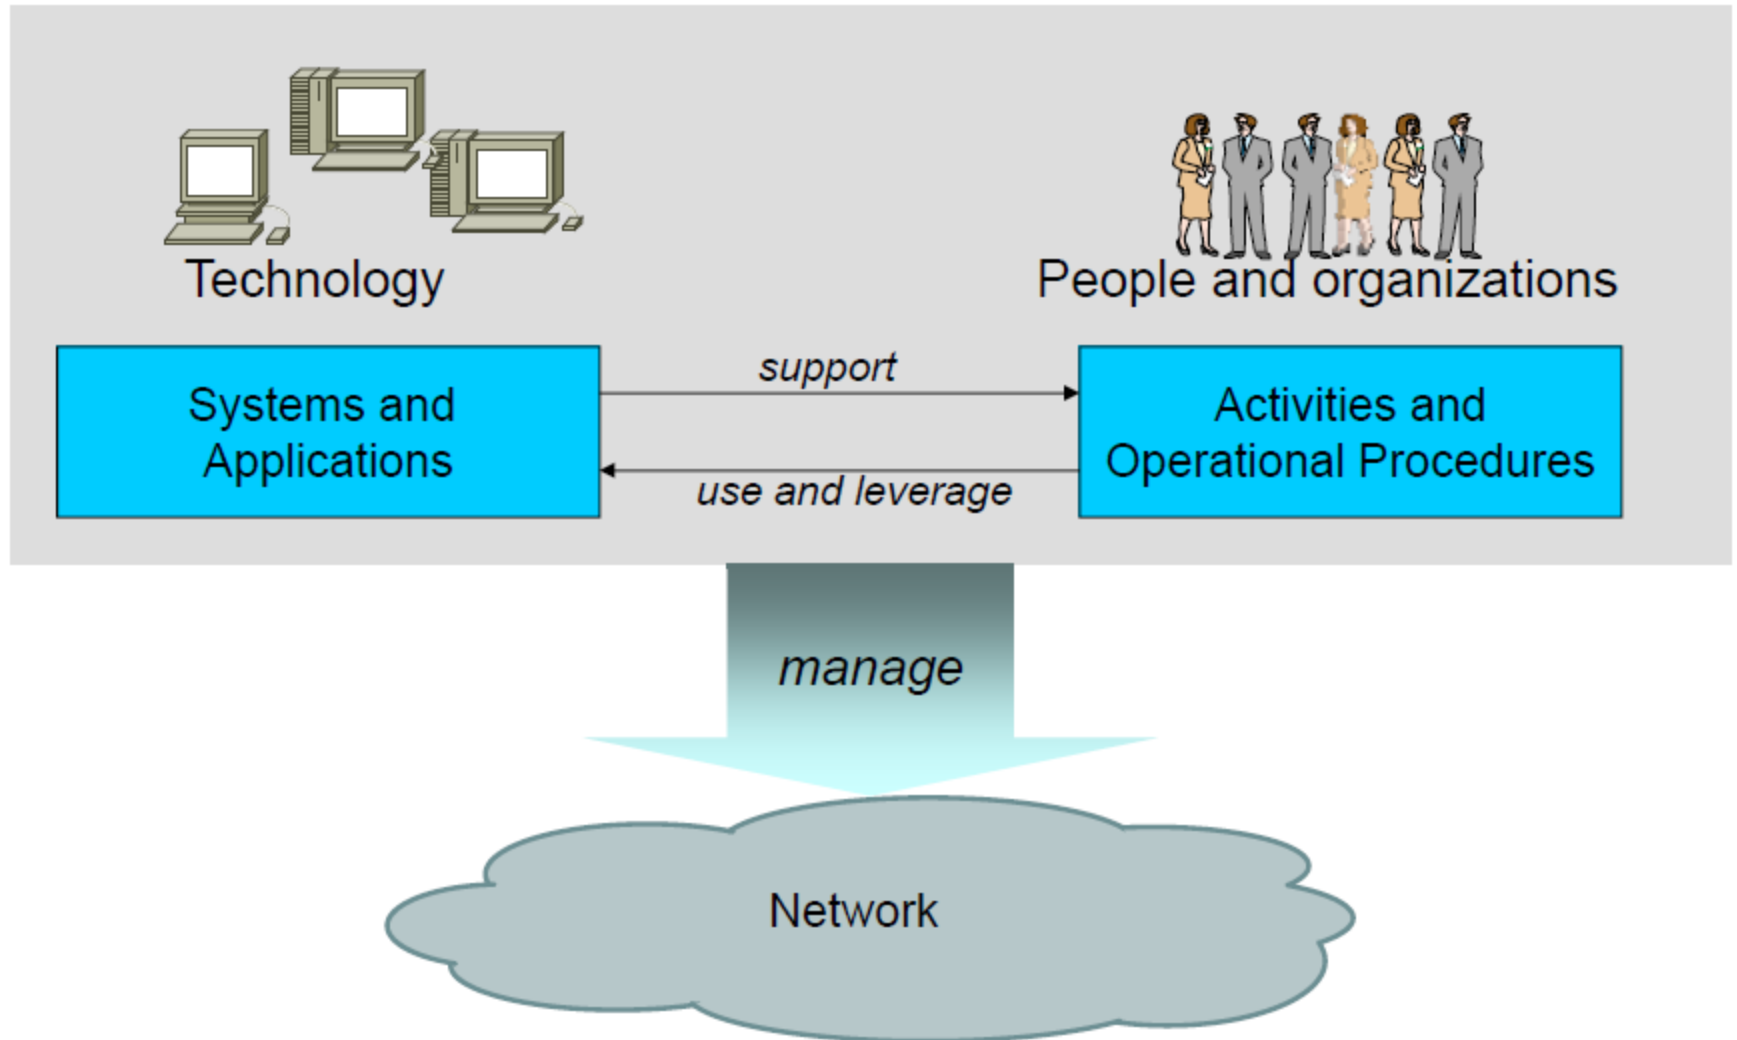 Technology
People and organizations
Systems and
Applications
support
use and leverage
Activities and
Operational Procedures
manage
Network